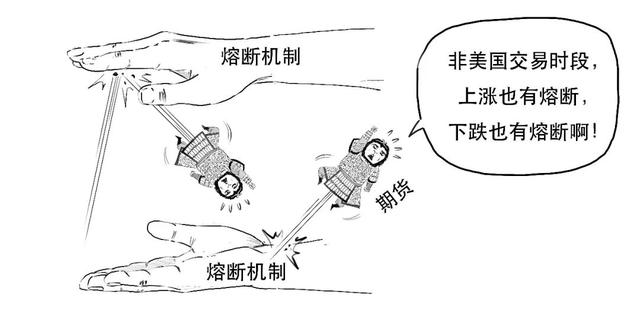 熔断机制
非美国交易时段，
上涨也有熔断，
下跌也有熔断啊！
期货
熔断机制